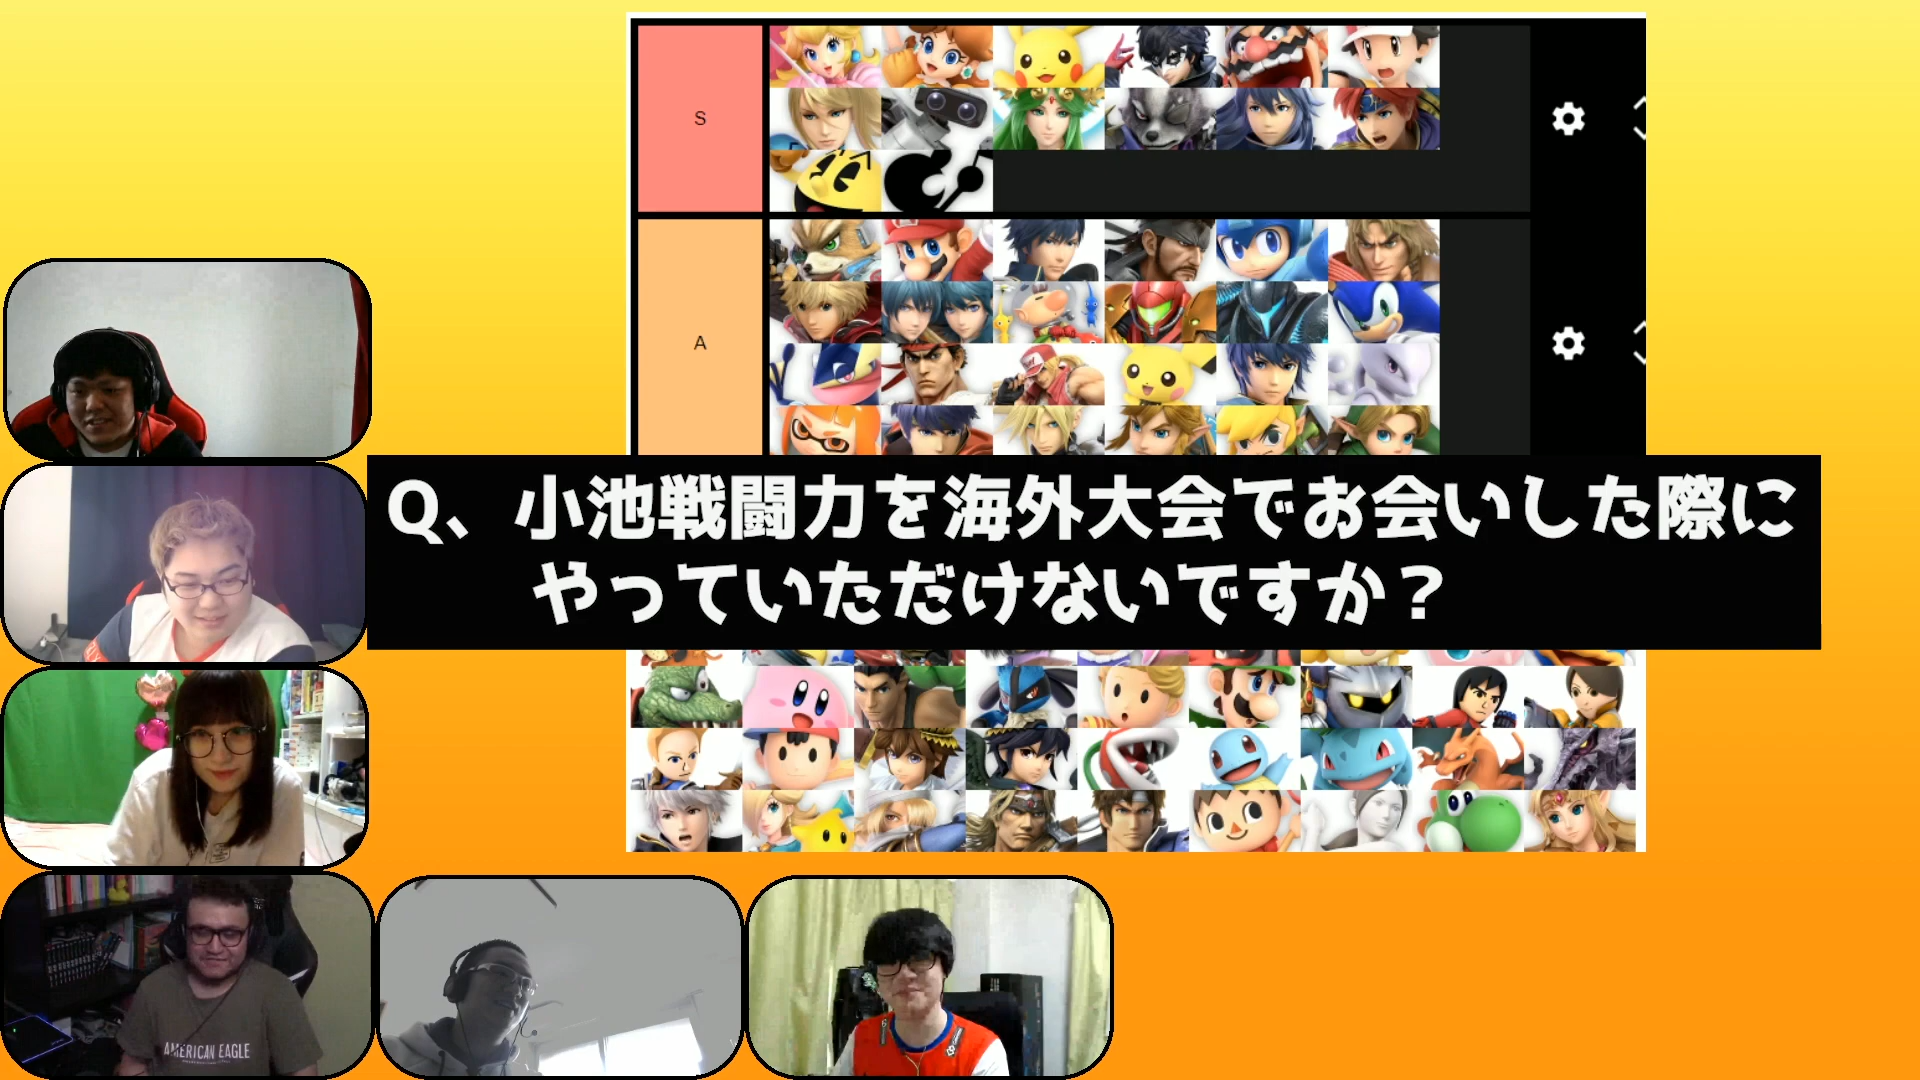 S
A
Q、小池戦闘力を海外大会でお会いした際に
やっていただけないですか？
AMERICAN EAGLE